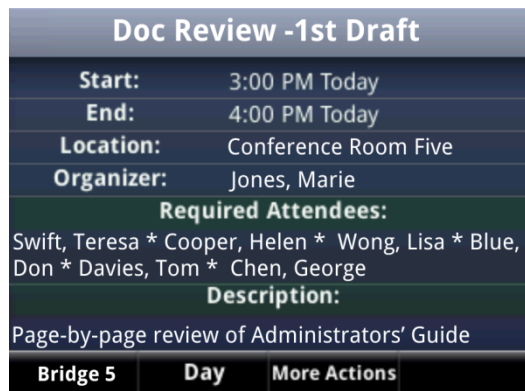 Doc Review -1st Draft
Start: 3:00 PM Today
End: 4:00 PM Today
Location: Conference Room Five
Organizer: Jones, Marie
Required Attendees:
Swift, Teresa * Cooper, Helen * Wong, Lisa * Blue,
Don * Davies, Tom * Chen, George
Description:
Page-by-page review of Administrators’ Guide
Bridge 5 Day More Actions